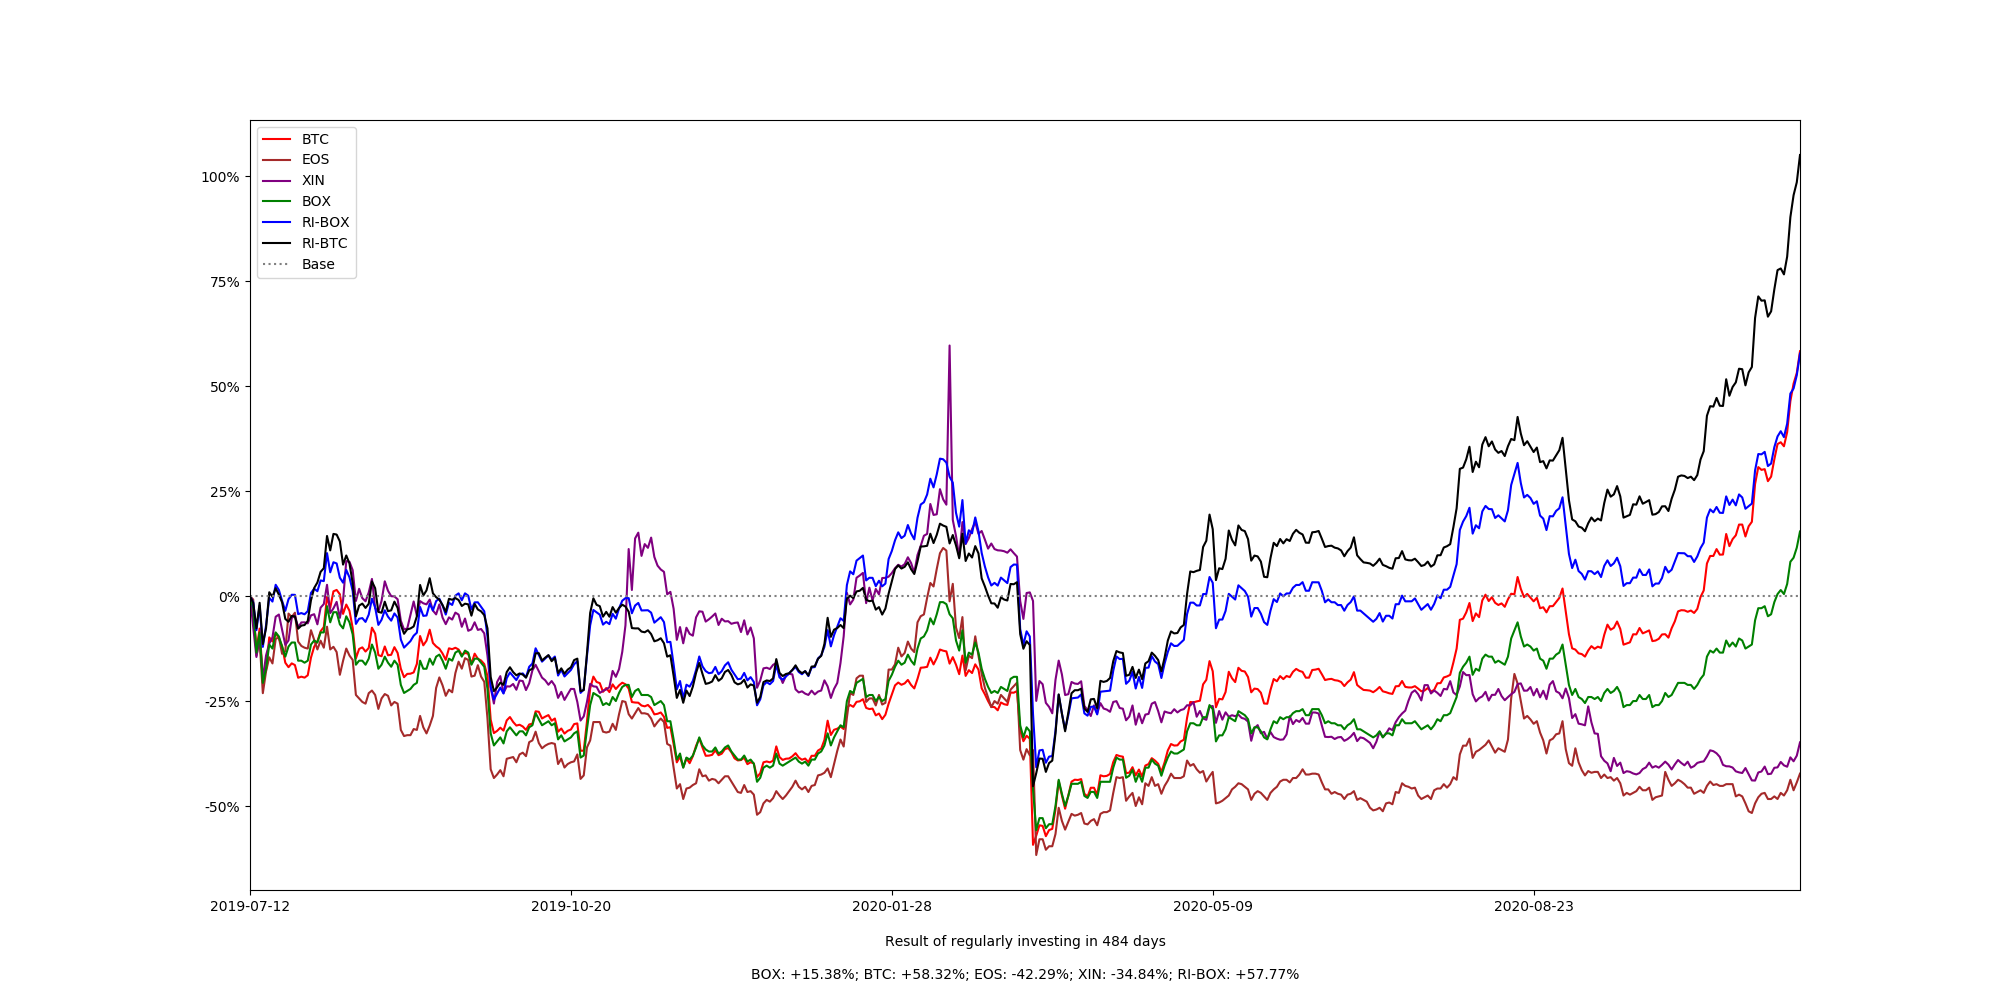 BTC
EOS
XIN
BOX
RI-BOX
RI-BTC
Base
100%
75%
50%
25%
0%
-25%
-50%
2019-07-12 2019-10-20 2020-01-28 2020-05-09 2020-08-23
Result of regularly investing in 484 days
BOX: +15.38%; BTC: +58.32%; EOS: -42.29%; XIN: -34.84%; RI-BOX: +57.77%